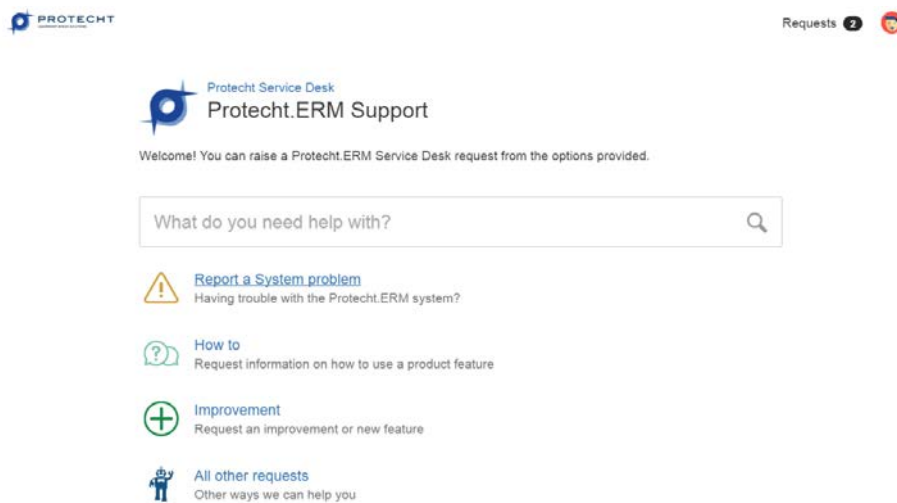 PROTECHT
Requests 2
Protecht Service Desk
Protecht.ERM Support
Welcome! You can raise a Protecht.ERM Service Desk request from the options provided.
What do you need help with?
Report a System problem
Having trouble with the Protecht.ERM system?
How to
Request information on how to use a product feature
Improvement
Request an improvement or new feature
All other requests
Other ways we can help you